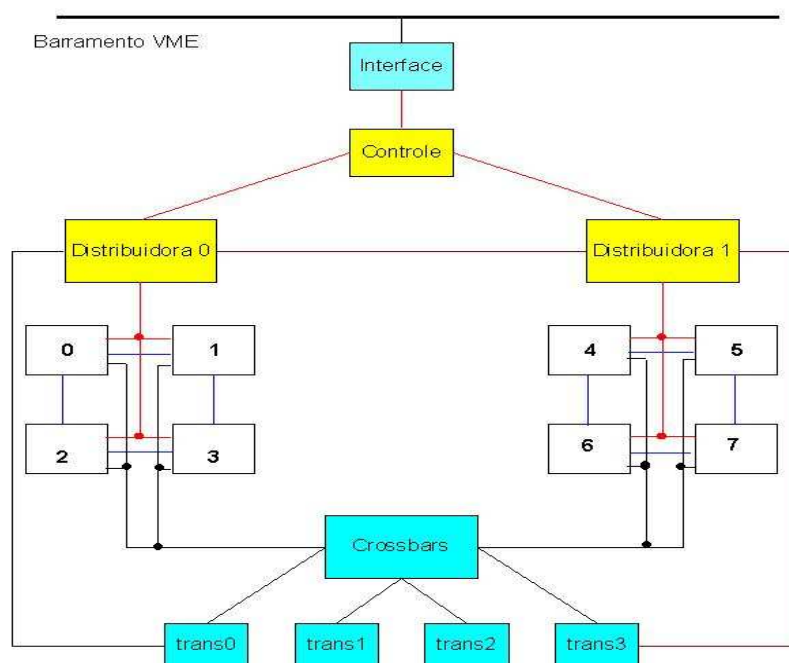 Barramento VME
Interface
Controle
Distribuidora 0
Distribuidora 1
0
1
4
5
2
3
6
7
Crossbars
trans0
trans1
trans2
trans3